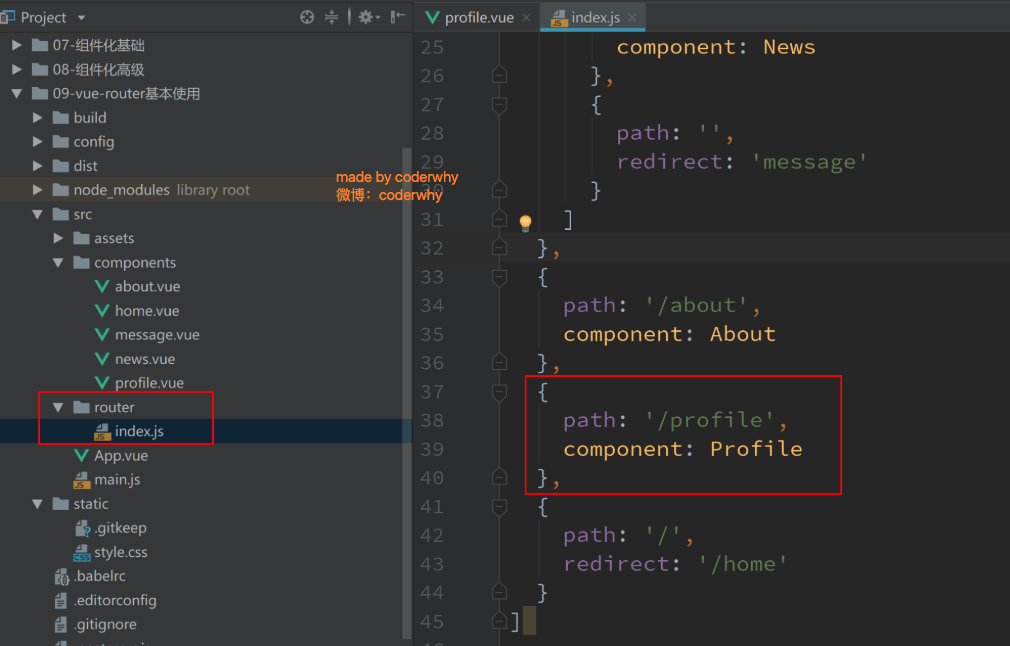 Project
07-组件化基础
08-组件化高级
09-vue-router基本使用
build
config
dist
node_modules library root
src
assets
components
about.vue
home.vue
message.vue
news.vue
profile.vue
router
index.js
App.vue
main.js
static
.gitkeep
style.css
.babelrc
.editorconfig
.gitignore
made by coderwhy
微博：coderwhy
profile.vue
index.js
25 component: News
26 },
27 {
28 path: '',
29 redirect: 'message'
30 }
31 ]
32 },
33 {
34 path: '/about',
35 component: About
36 },
37 {
38 path: '/profile',
39 component: Profile
40 },
41 {
42 path: '/',
43 redirect: '/home'
44 }
45 ]